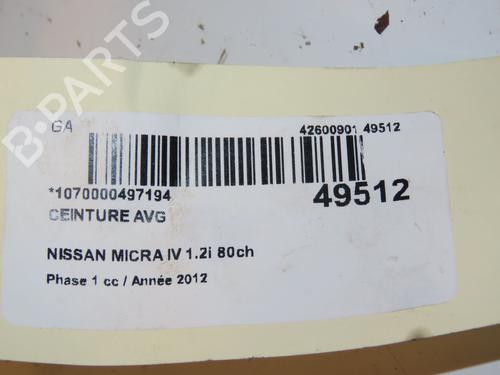 B-PARTS
GA
42600901 49512
*1070000497194
49512
CEINTURE AVG
NISSAN MICRA IV 1.2i 80ch
Phase 1 cc / Année 2012